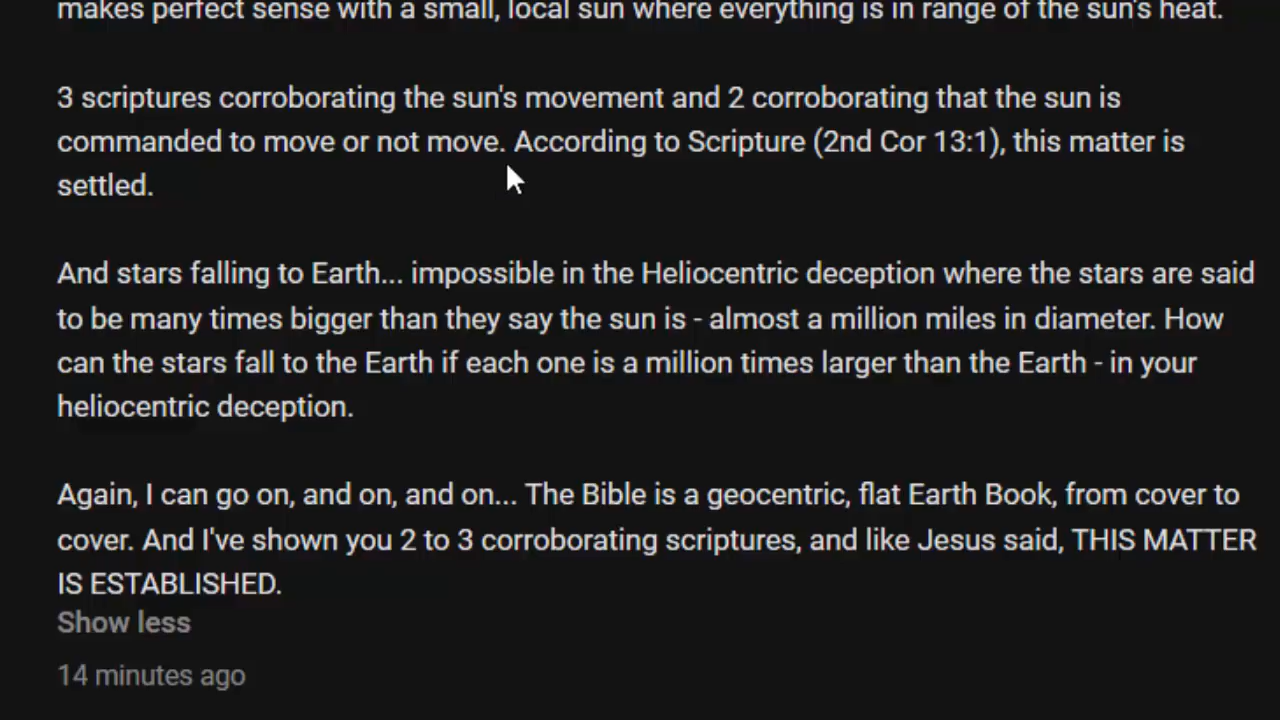 makes perfect sense with a small, local sun where everything is in range of the sun's heat.
3 scriptures corroborating the sun's movement and 2 corroborating that the sun is
commanded to move or not move. According to Scripture (2nd Cor 13:1), this matter is
settled.
And stars falling to Earth... impossible in the Heliocentric deception where the stars are said
to be many times bigger than they say the sun is - almost a million miles in diameter. How
can the stars fall to the Earth if each one is a million times larger than the Earth - in your
heliocentric deception.
Again, I can go on, and on, and on... The Bible is a geocentric, flat Earth Book, from cover to
cover. And I've shown you 2 to 3 corroborating scriptures, and like Jesus said, THIS MATTER
IS ESTABLISHED.
Show less
14 minutes ago